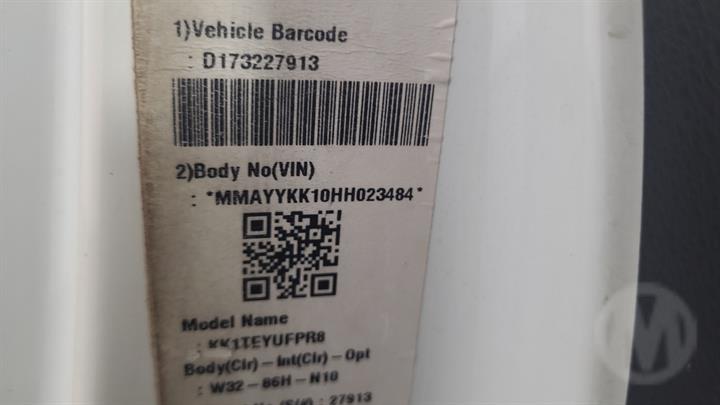 1)Vehicle Barcode
: D173227913
2)Body No(VIN)
: *MMAYYKK10HH023484*
Model Name
: KK1TEYUFPR8
Body(Clr)-Int(Clr)-Opt
: W32-86H-N10
: 27913
M